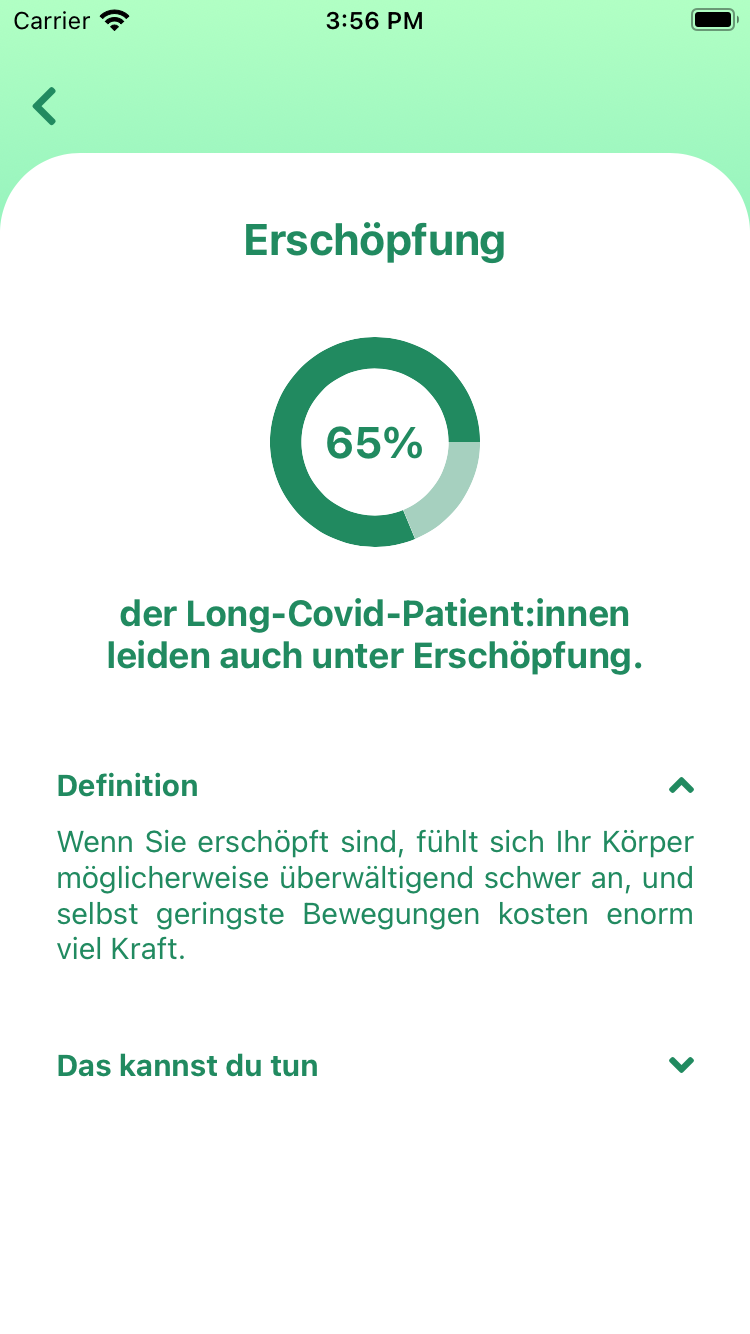 Carrier 3:56 PM
Erschöpfung
65%
der Long-Covid-Patient:innen
leiden auch unter Erschöpfung.
Definition
Wenn Sie erschöpft sind, fühlt sich Ihr Körper
möglicherweise überwältigend schwer an, und
selbst geringste Bewegungen kosten enorm
viel Kraft.
Das kannst du tun